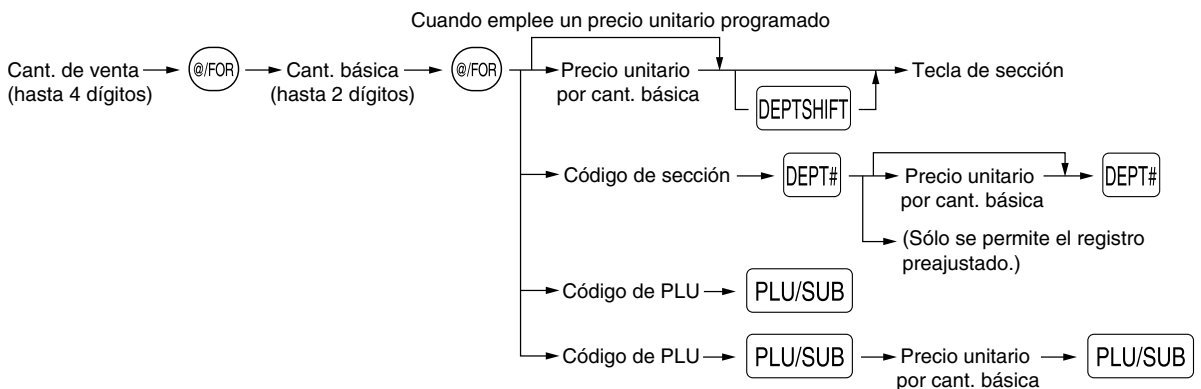 Cuando emplee un precio unitario programado
Cant. de venta
(hasta 4 dígitos)
@/FOR
Cant. básica
(hasta 2 dígitos)
@/FOR
Precio unitario
por cant. básica
DEPTSHIFT
Tecla de sección
Código de sección
DEPT#
Precio unitario
por cant. básica
DEPT#
(Sólo se permite el registro
preajustado.)
Código de PLU
PLU/SUB
Código de PLU
PLU/SUB
Precio unitario
por cant. básica
PLU/SUB